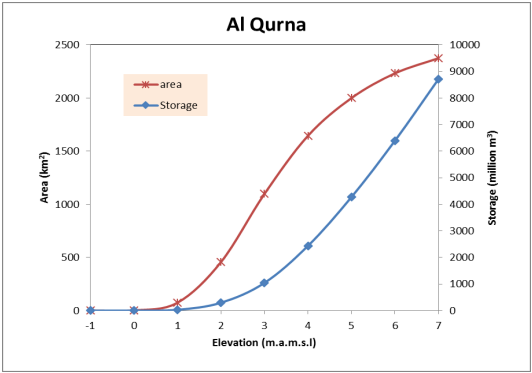 Al Qurna
2500
2000
1500
1000
500
0
Area (km²)
area
Storage
10000
9000
8000
7000
6000
5000
4000
3000
2000
1000
0
Storage (million m³)
-1 0 1 2 3 4 5 6 7
Elevation (m.a.m.s.l)